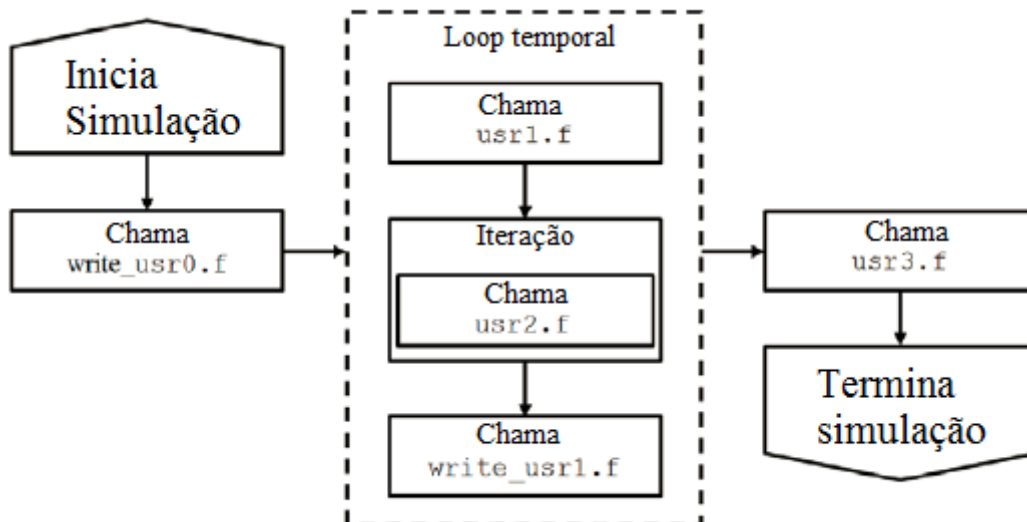 Inicia
Simulação
Chama
write_usr0.f
Loop temporal
Chama
usr1.f
Iteração
Chama
usr2.f
Chama
write_usr1.f
Chama
usr3.f
Termina
simulação